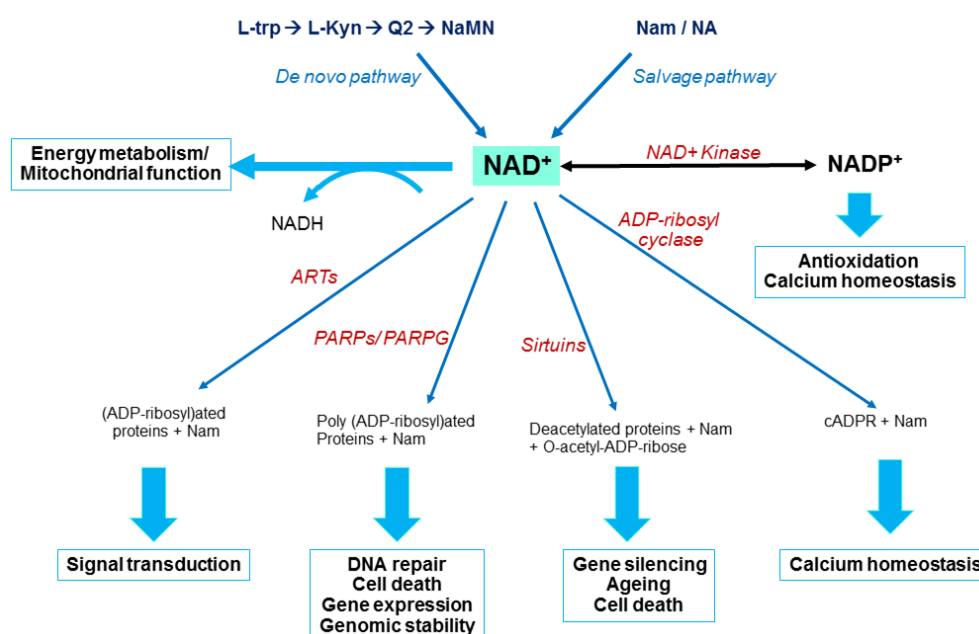 L-trp → L-Kyn → Q2 → NaMN
Nam / NA
De novo pathway
Salvage pathway
Energy metabolism/
Mitochondrial function
NAD⁺
NAD+ Kinase
NADP⁺
NADH
ADP-ribosyl
cyclase
Antioxidation
Calcium homeostasis
ARTs
PARPs/PARPG
Sirtuins
(ADP-ribosyl)ated
proteins + Nam
Poly (ADP-ribosyl)ated
Proteins + Nam
Deacetylated proteins + Nam
+ O-acetyl-ADP-ribose
cADPR + Nam
Signal transduction
DNA repair
Cell death
Gene expression
Genomic stability
Gene silencing
Ageing
Cell death
Calcium homeostasis